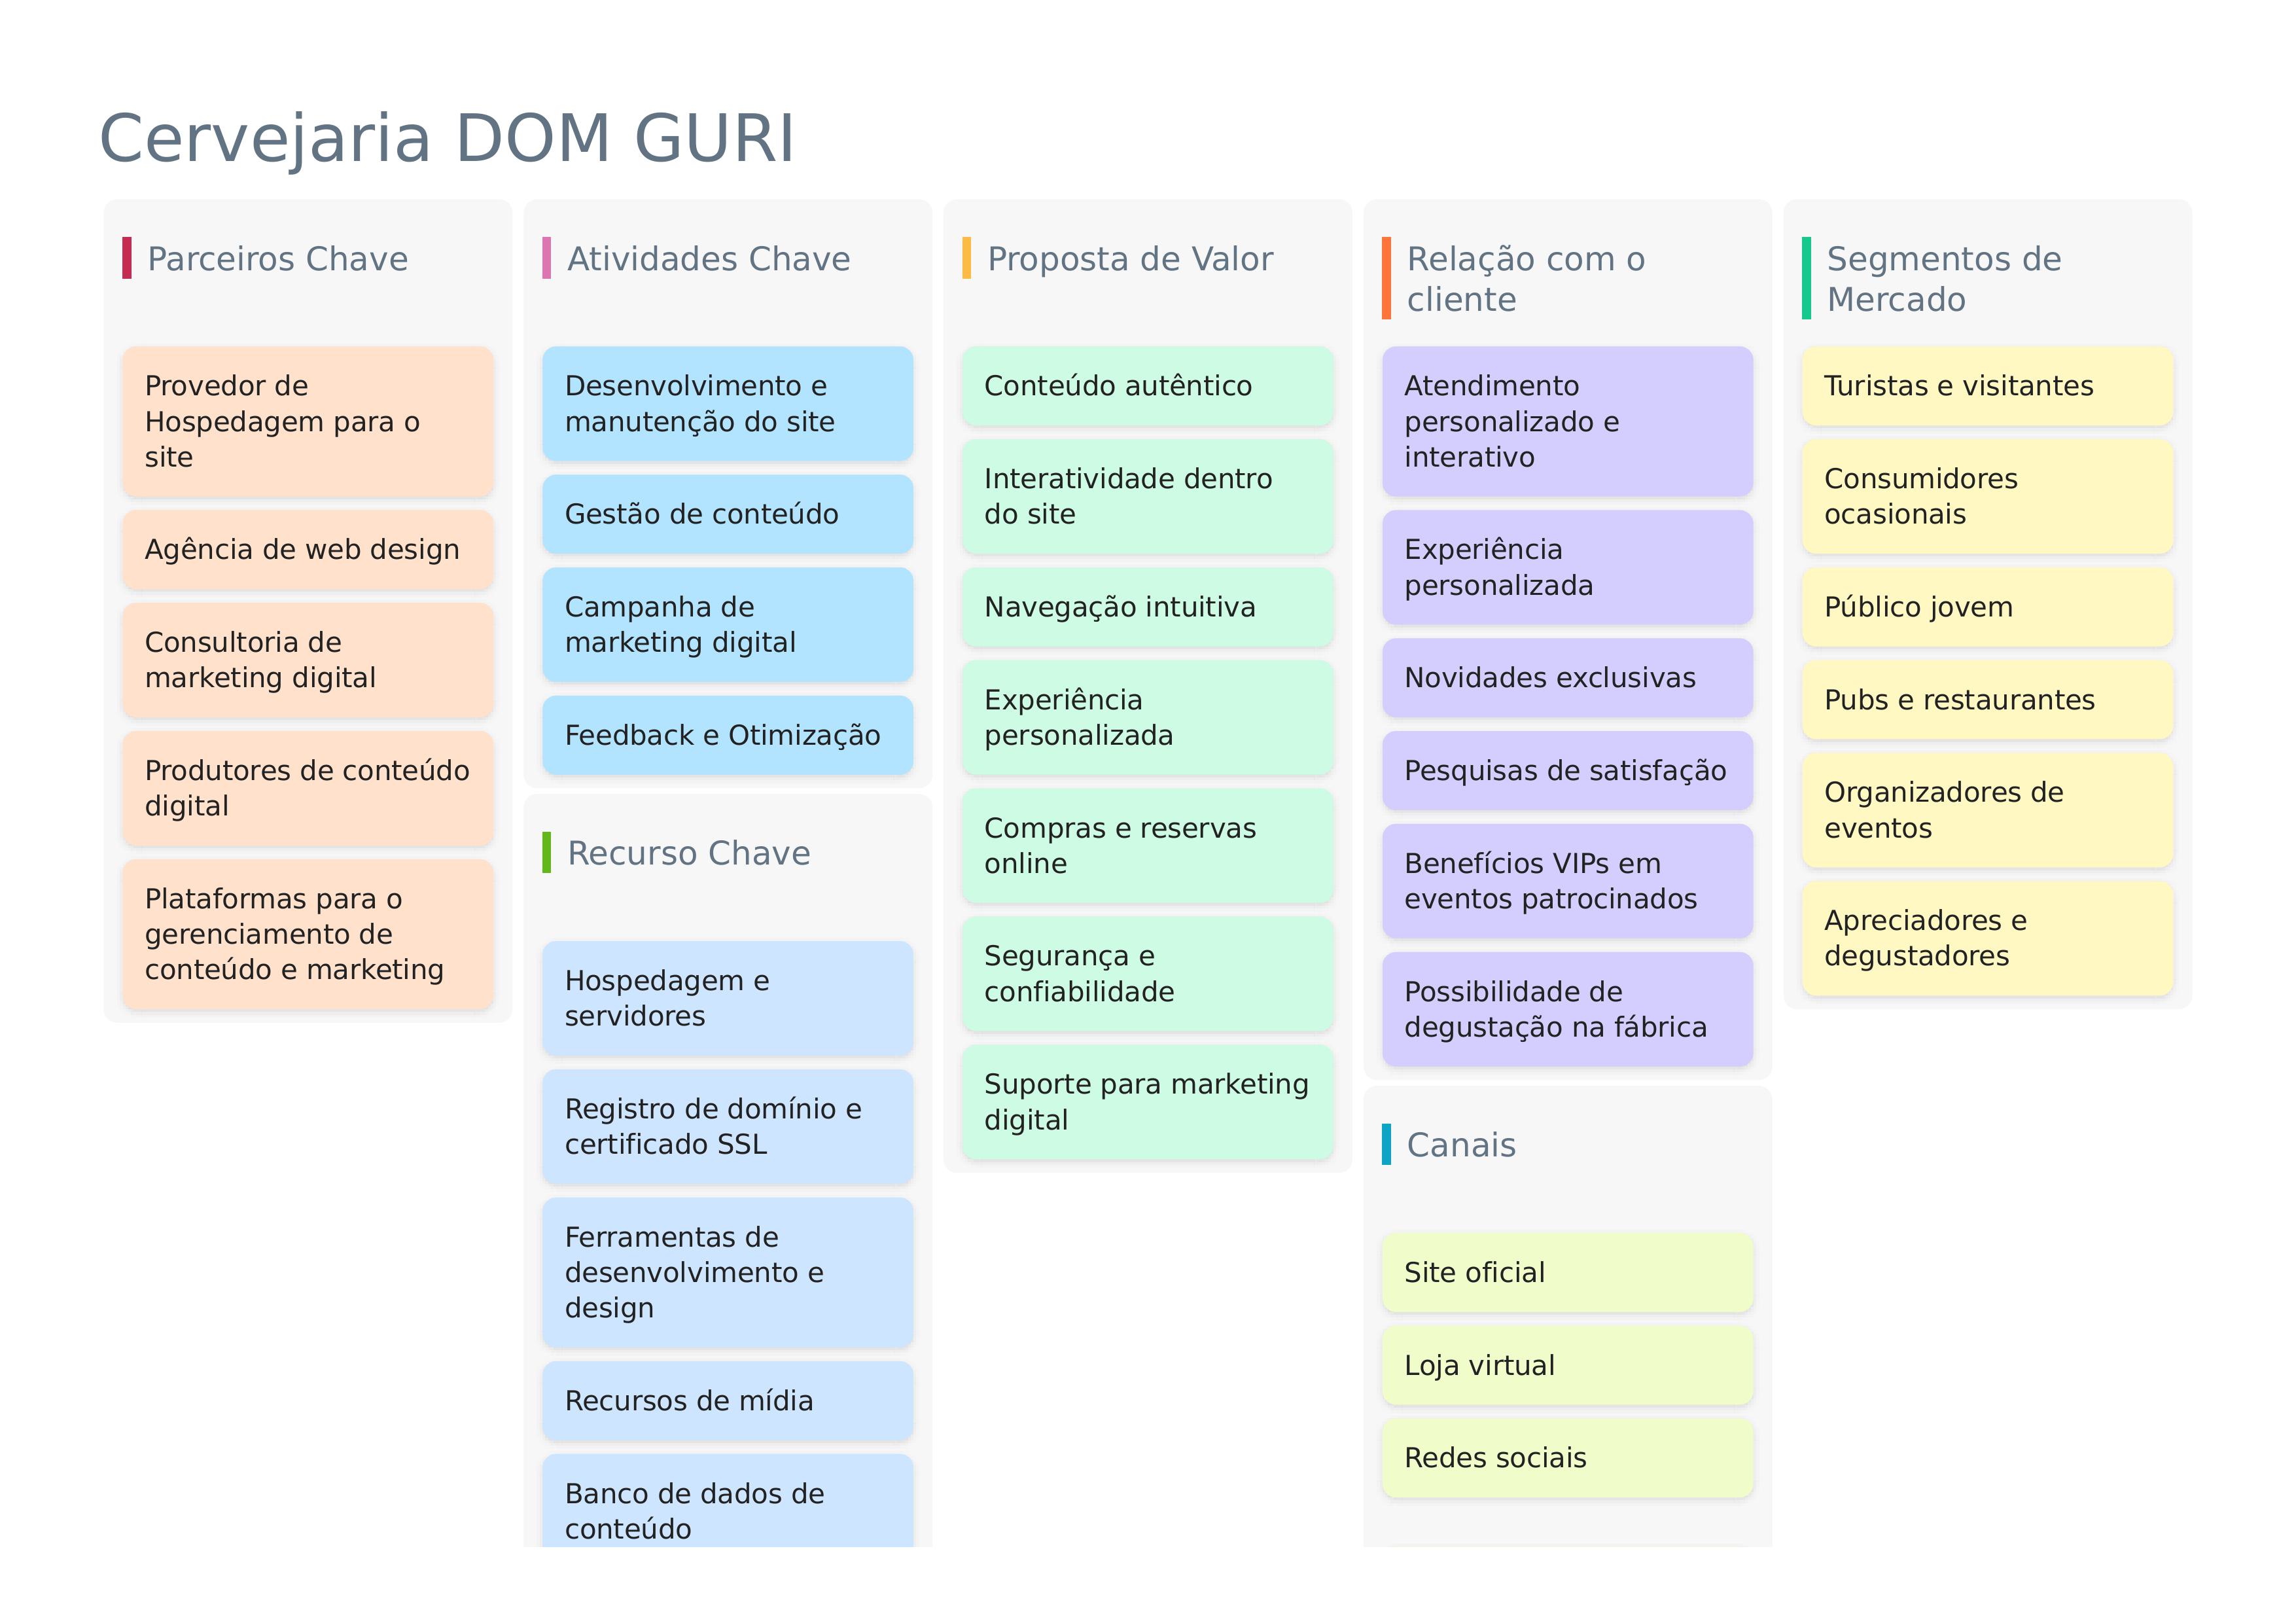 Cervejaria DOM GURI
Parceiros Chave
Provedor de
Hospedagem para o
site
Agência de web design
Consultoria de
marketing digital
Produtores de conteúdo
digital
Plataformas para o
gerenciamento de
conteúdo e marketing
Atividades Chave
Desenvolvimento e
manutenção do site
Gestão de conteúdo
Campanha de
marketing digital
Feedback e Otimização
Recurso Chave
Hospedagem e
servidores
Registro de domínio e
certificado SSL
Ferramentas de
desenvolvimento e
design
Recursos de mídia
Banco de dados de
conteúdo
Proposta de Valor
Conteúdo autêntico
Interatividade dentro
do site
Navegação intuitiva
Experiência
personalizada
Compras e reservas
online
Segurança e
confiabilidade
Suporte para marketing
digital
Relação com o
cliente
Atendimento
personalizado e
interativo
Experiência
personalizada
Novidades exclusivas
Pesquisas de satisfação
Benefícios VIPs em
eventos patrocinados
Possibilidade de
degustação na fábrica
Canais
Site oficial
Loja virtual
Redes sociais
Segmentos de
Mercado
Turistas e visitantes
Consumidores
ocasionais
Público jovem
Pubs e restaurantes
Organizadores de
eventos
Apreciadores e
degustadores